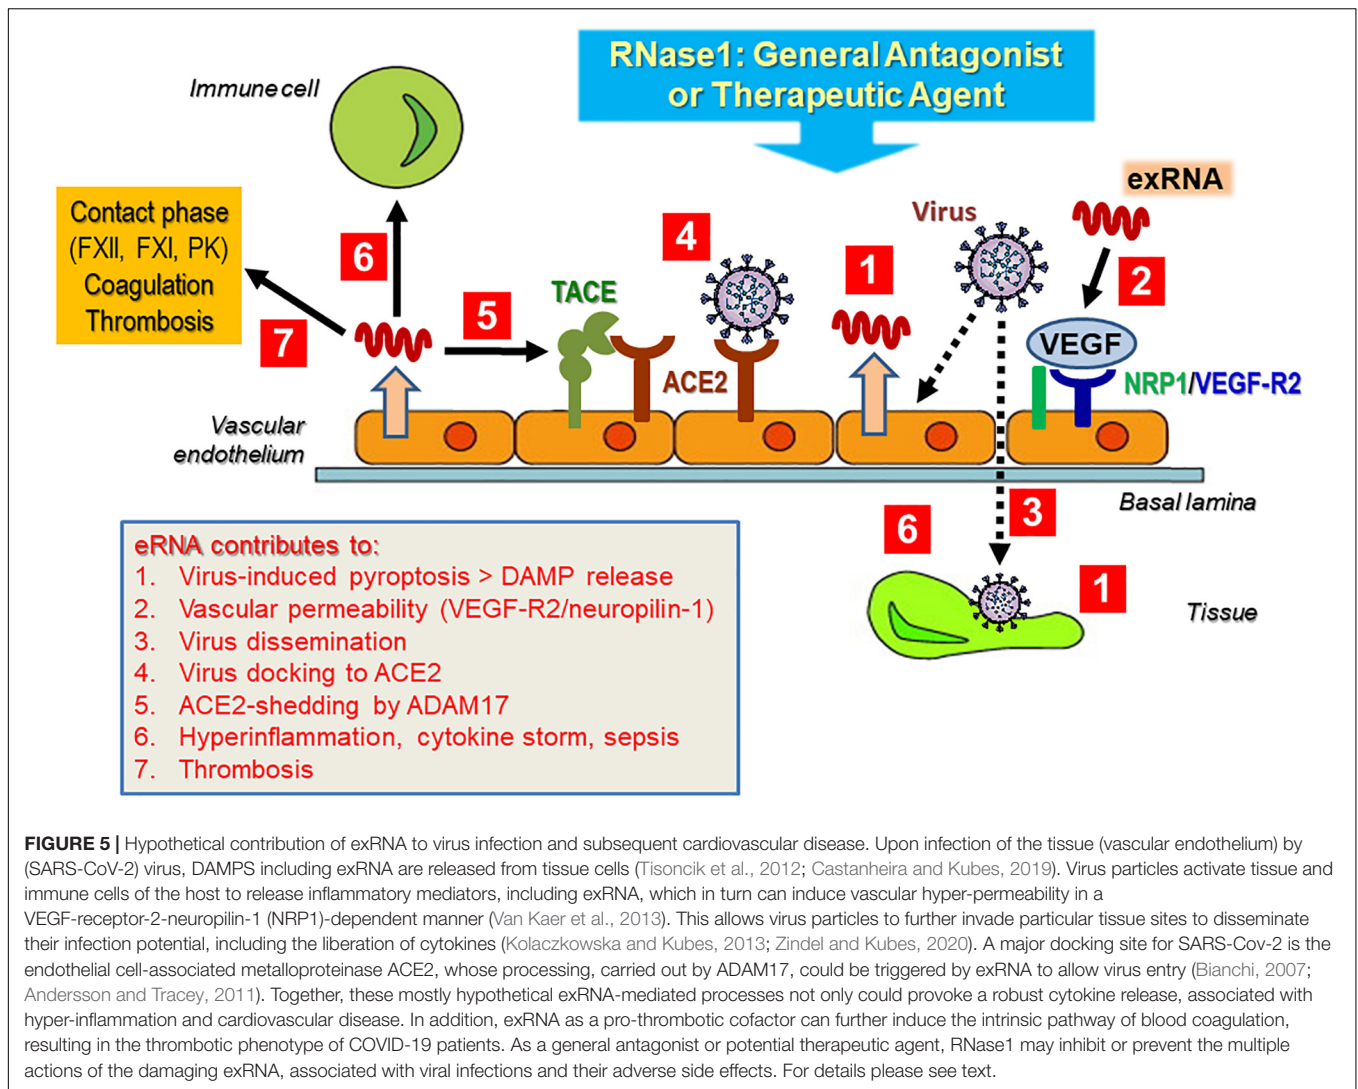 RNase1: General Antagonist
or Therapeutic Agent
Immune cell
exRNA
Virus
Contact phase
(FXII, FXI, PK)
Coagulation
Thrombosis
6
4
1
2
7
5
TACE
ACE2
VEGF
NRP1/VEGF-R2
Vascular
endothelium
Basal lamina
3
6
1
Tissue
eRNA contributes to:
1. Virus-induced pyroptosis > DAMP release
2. Vascular permeability (VEGF-R2/neuropilin-1)
3. Virus dissemination
4. Virus docking to ACE2
5. ACE2-shedding by ADAM17
6. Hyperinflammation, cytokine storm, sepsis
7. Thrombosis
FIGURE 5 | Hypothetical contribution of exRNA to virus infection and subsequent cardiovascular disease. Upon infection of the tissue (vascular endothelium) by
(SARS-CoV-2) virus, DAMPS including exRNA are released from tissue cells (Tisoncik et al., 2012; Castanheira and Kubes, 2019). Virus particles activate tissue and
immune cells of the host to release inflammatory mediators, including exRNA, which in turn can induce vascular hyper-permeability in a
VEGF-receptor-2-neuropilin-1 (NRP1)-dependent manner (Van Kaer et al., 2013). This allows virus particles to further invade particular tissue sites to disseminate
their infection potential, including the liberation of cytokines (Kolaczkowska and Kubes, 2013; Zindel and Kubes, 2020). A major docking site for SARS-Cov-2 is the
endothelial cell-associated metalloproteinase ACE2, whose processing, carried out by ADAM17, could be triggered by exRNA to allow virus entry (Bianchi, 2007;
Andersson and Tracey, 2011). Together, these mostly hypothetical exRNA-mediated processes not only could provoke a robust cytokine release, associated with
hyper-inflammation and cardiovascular disease. In addition, exRNA as a pro-thrombotic cofactor can further induce the intrinsic pathway of blood coagulation,
resulting in the thrombotic phenotype of COVID-19 patients. As a general antagonist or potential therapeutic agent, RNase1 may inhibit or prevent the multiple
actions of the damaging exRNA, associated with viral infections and their adverse side effects. For details please see text.